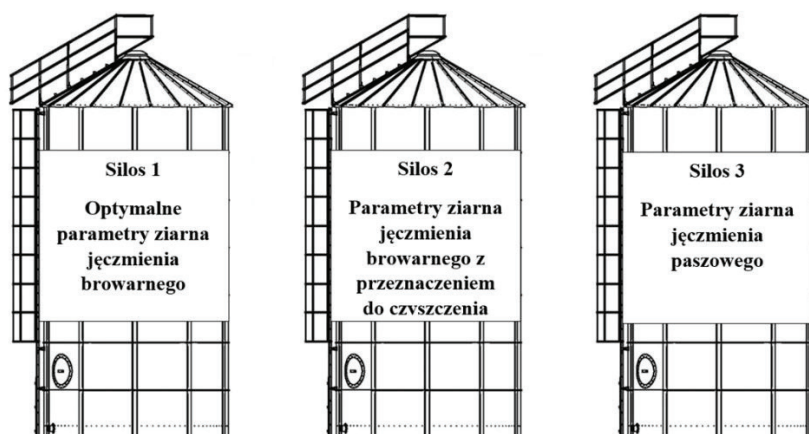 Silos 1
Optymalne
parametry ziarna
jęczmienia
browarnego
Silos 2
Parametry ziarna
jęczmienia
browarnego z
przeznaczeniem
do czyszczenia
Silos 3
Parametry ziarna
jęczmienia
paszowego